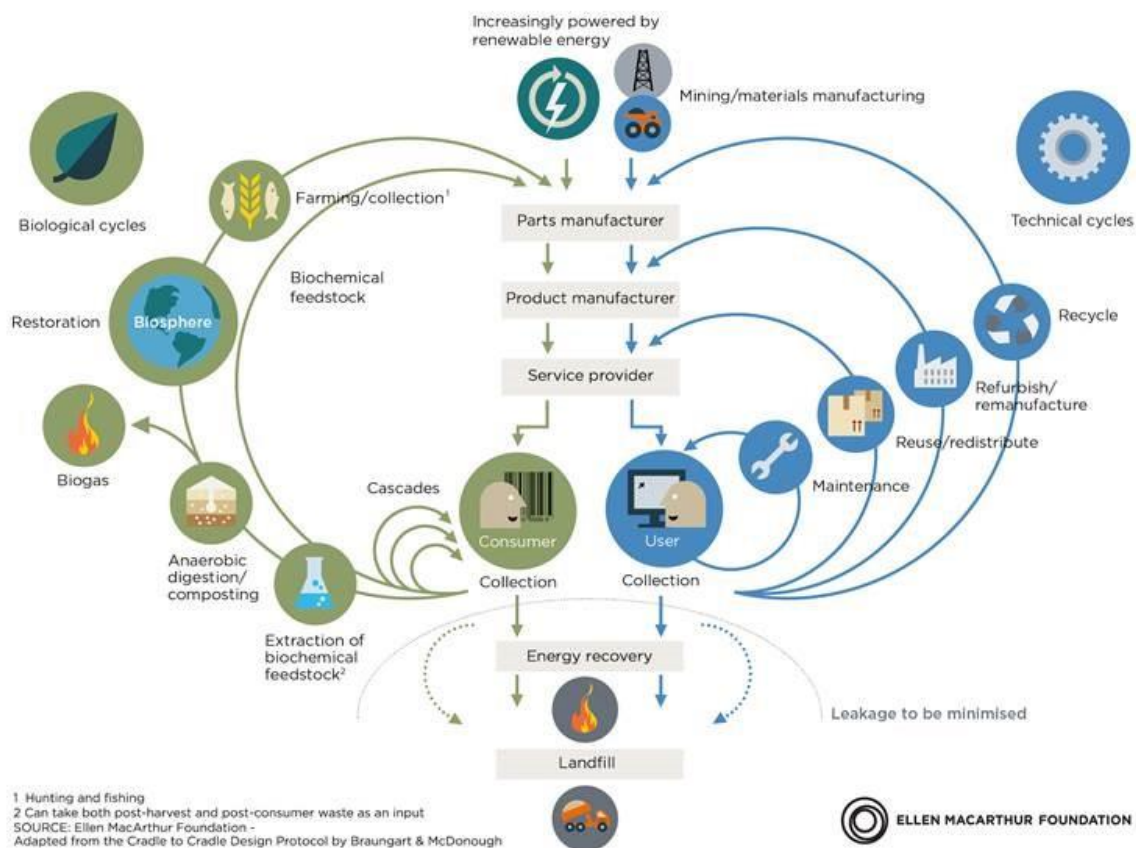 Increasingly powered by
renewable energy
Mining/materials manufacturing
Biological cycles
Farming/collection¹
Technical cycles
Parts manufacturer
Biochemical
feedstock
Product manufacturer
Restoration
Biosphere
Recycle
Service provider
Refurbish/
remanufacture
Reuse/redistribute
Biogas
Cascades
Maintenance
Consumer
User
Anaerobic
digestion/
composting
Collection
Collection
Extraction of
biochemical
feedstock²
Energy recovery
Leakage to be minimised
Landfill
1 Hunting and fishing
2 Can take both post-harvest and post-consumer waste as an input
SOURCE: Ellen MacArthur Foundation -
Adapted from the Cradle to Cradle Design Protocol by Braungart & McDonough
ELLEN MACARTHUR FOUNDATION